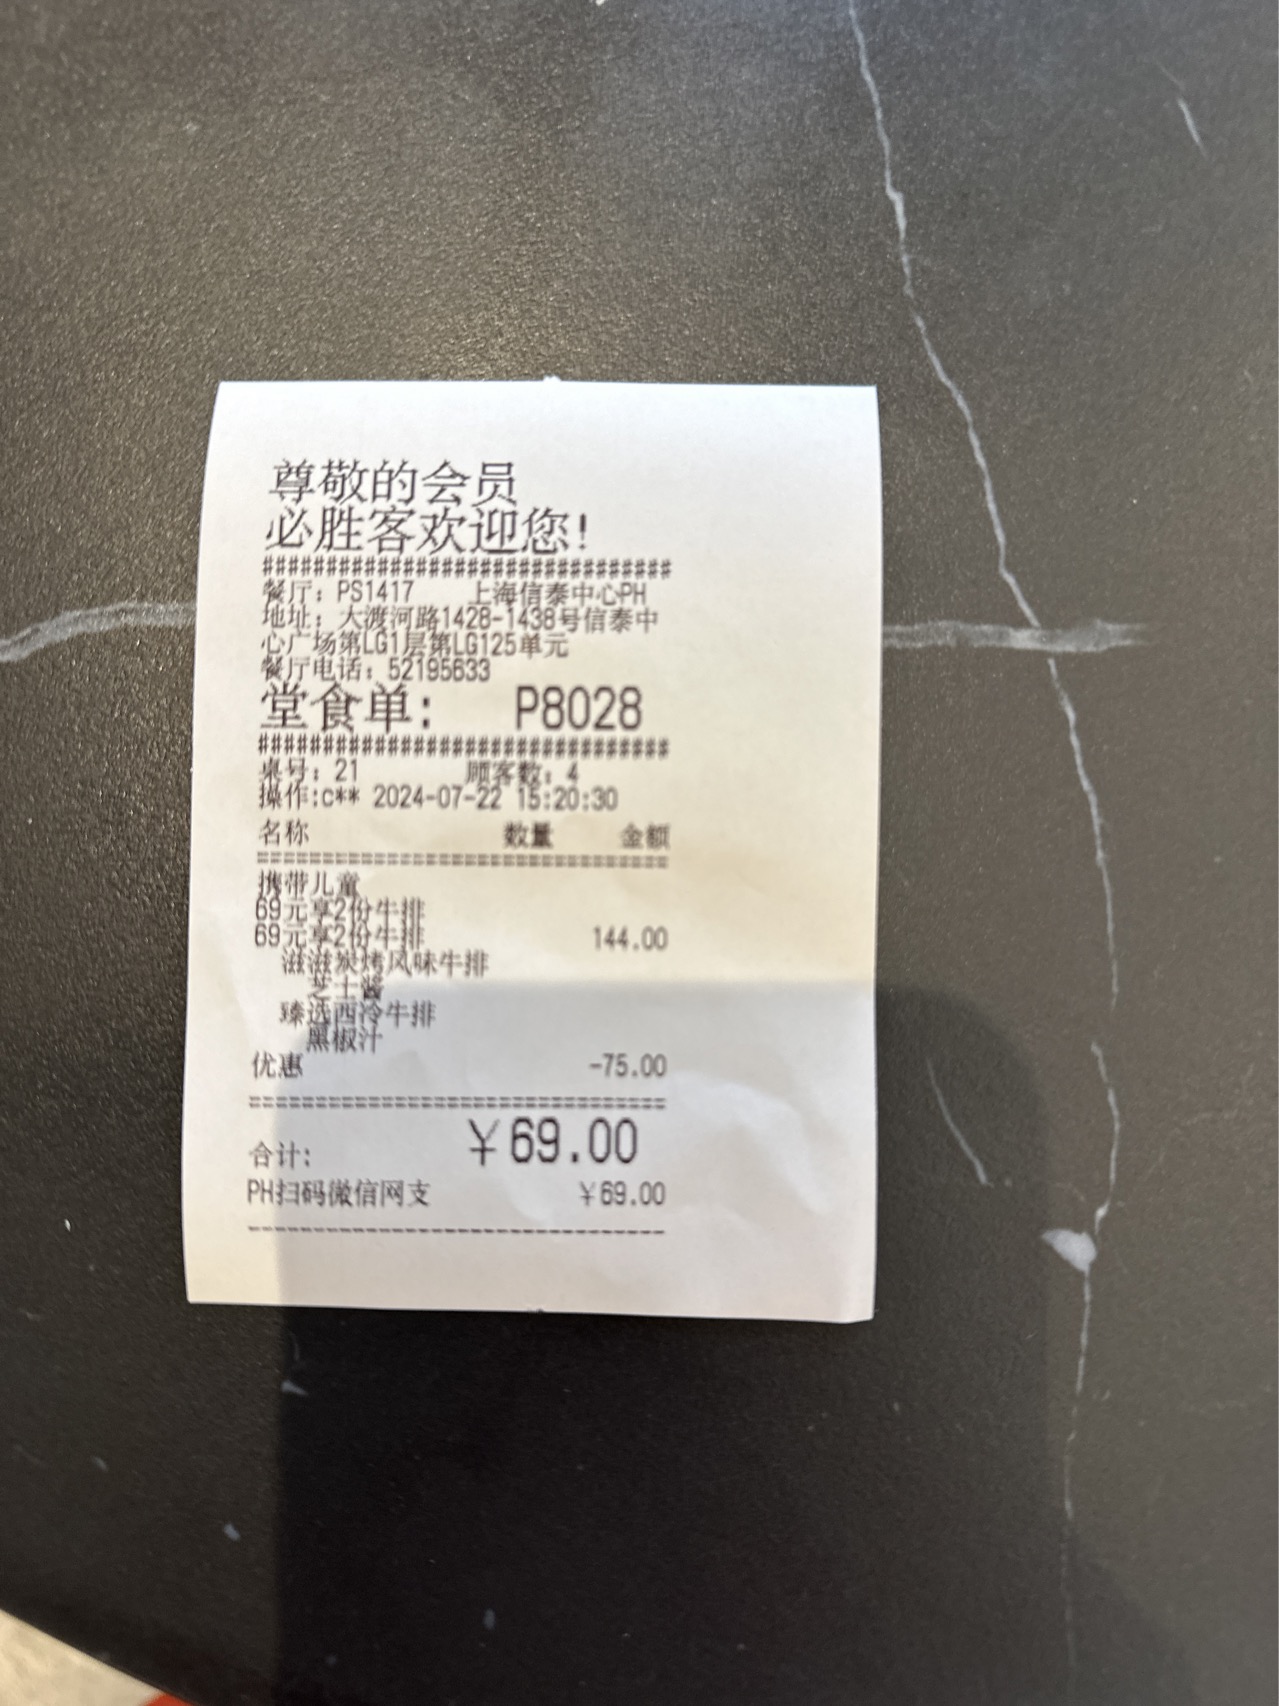 尊敬的会员
必胜客欢迎您!
################################
餐厅: PS1417 上海信泰中心PH
地址: 大渡河路1428-1438号信泰中
心广场第LG1层第LG125单元
餐厅电话: 52195633
堂食单: P8028
################################
桌号: 21 顾客数: 4
操作:c** 2024-07-22 15:20:30
名称 数量 金额
================================
携带儿童
69元享2份牛排
69元享2份牛排 144.00
滋滋炭烤风味牛排
芝士酱
臻选西冷牛排
黑椒汁
优惠 -75.00
================================
合计: ￥69.00
PH扫码微信网支 ￥69.00
--------------------------------